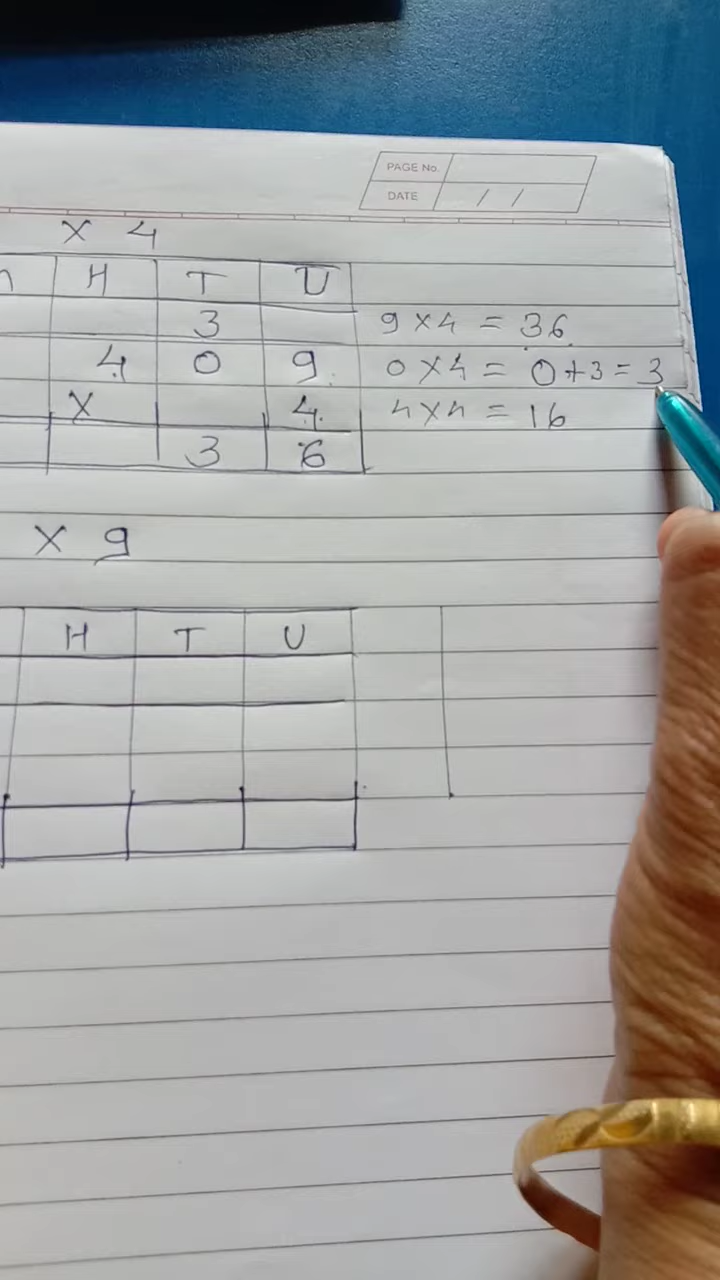 PAGE No.
DATE / /
× 4
H T U
3 9 × 4 = 36
4 0 9 0 × 4 = 0 + 3 = 3
× 4 4 × 4 = 16
3 6
× 9
H T U